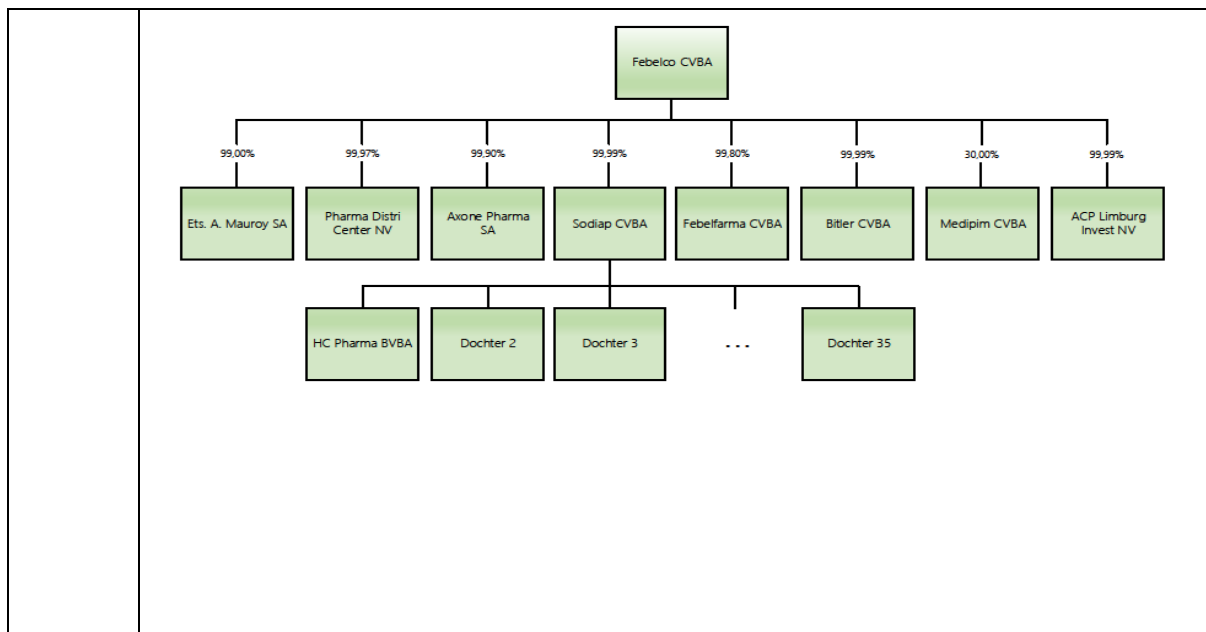 Febelco CVBA
99,00%
99,97%
99,90%
99,99%
99,80%
99,99%
30,00%
99,99%
Ets. A. Mauroy SA
Pharma Distri
Center NV
Axone Pharma
SA
Sodiap CVBA
Febelfarma CVBA
Bitler CVBA
Medipim CVBA
ACP Limburg
Invest NV
HC Pharma BVBA
Dochter 2
Dochter 3
. . .
Dochter 35